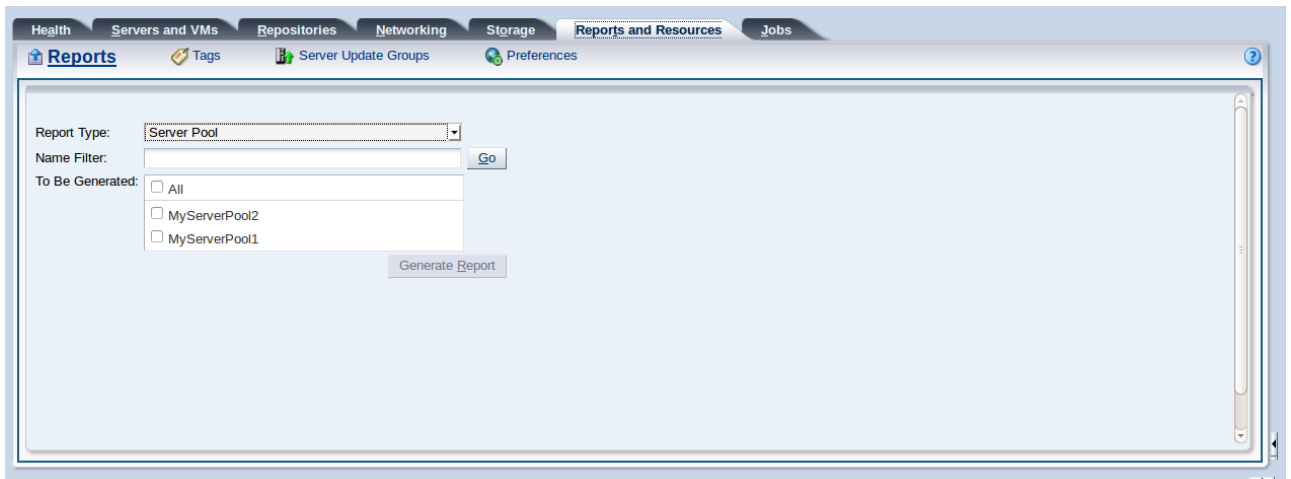 Health Servers and VMs Repositories Networking Storage Reports and Resources Jobs
Reports Tags Server Update Groups Preferences ?
Report Type: Server Pool
Name Filter: Go
To Be Generated: All
MyServerPool2
MyServerPool1
Generate Report